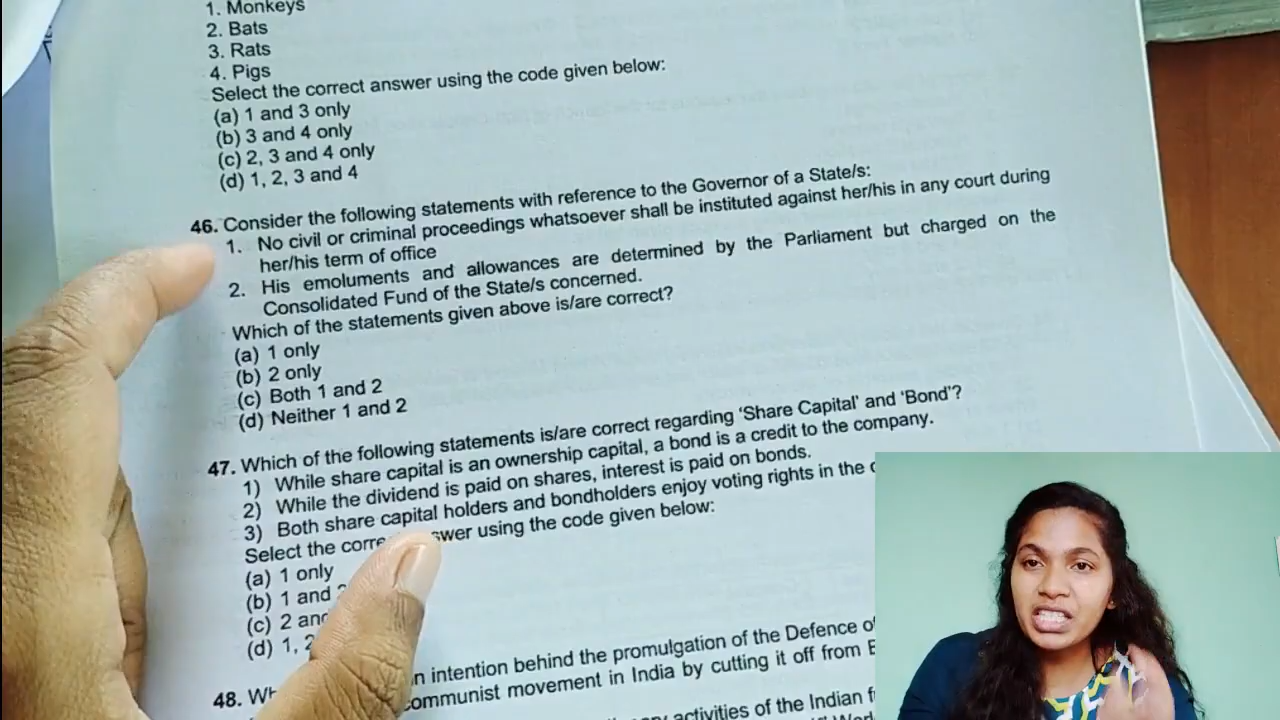 1. Monkeys
2. Bats
3. Rats
4. Pigs
Select the correct answer using the code given below:
(a) 1 and 3 only
(b) 3 and 4 only
(c) 2, 3 and 4 only
(d) 1, 2, 3 and 4
46. Consider the following statements with reference to the Governor of a State/s:
1. No civil or criminal proceedings whatsoever shall be instituted against her/his in any court during
her/his term of office
2. His emoluments and allowances are determined by the Parliament but charged on the
Consolidated Fund of the State/s concerned.
Which of the statements given above is/are correct?
(a) 1 only
(b) 2 only
(c) Both 1 and 2
(d) Neither 1 and 2
47. Which of the following statements is/are correct regarding 'Share Capital' and 'Bond'?
1) While share capital is an ownership capital, a bond is a credit to the company.
2) While the dividend is paid on shares, interest is paid on bonds.
3) Both share capital holders and bondholders enjoy voting rights in the
Select the using the code given below:
(a) 1 only
(b) 1 and
(c) 2
(d) 1,
48. intention behind the promulgation of the Defence
movement in India by cutting it off from
activities of the Indian